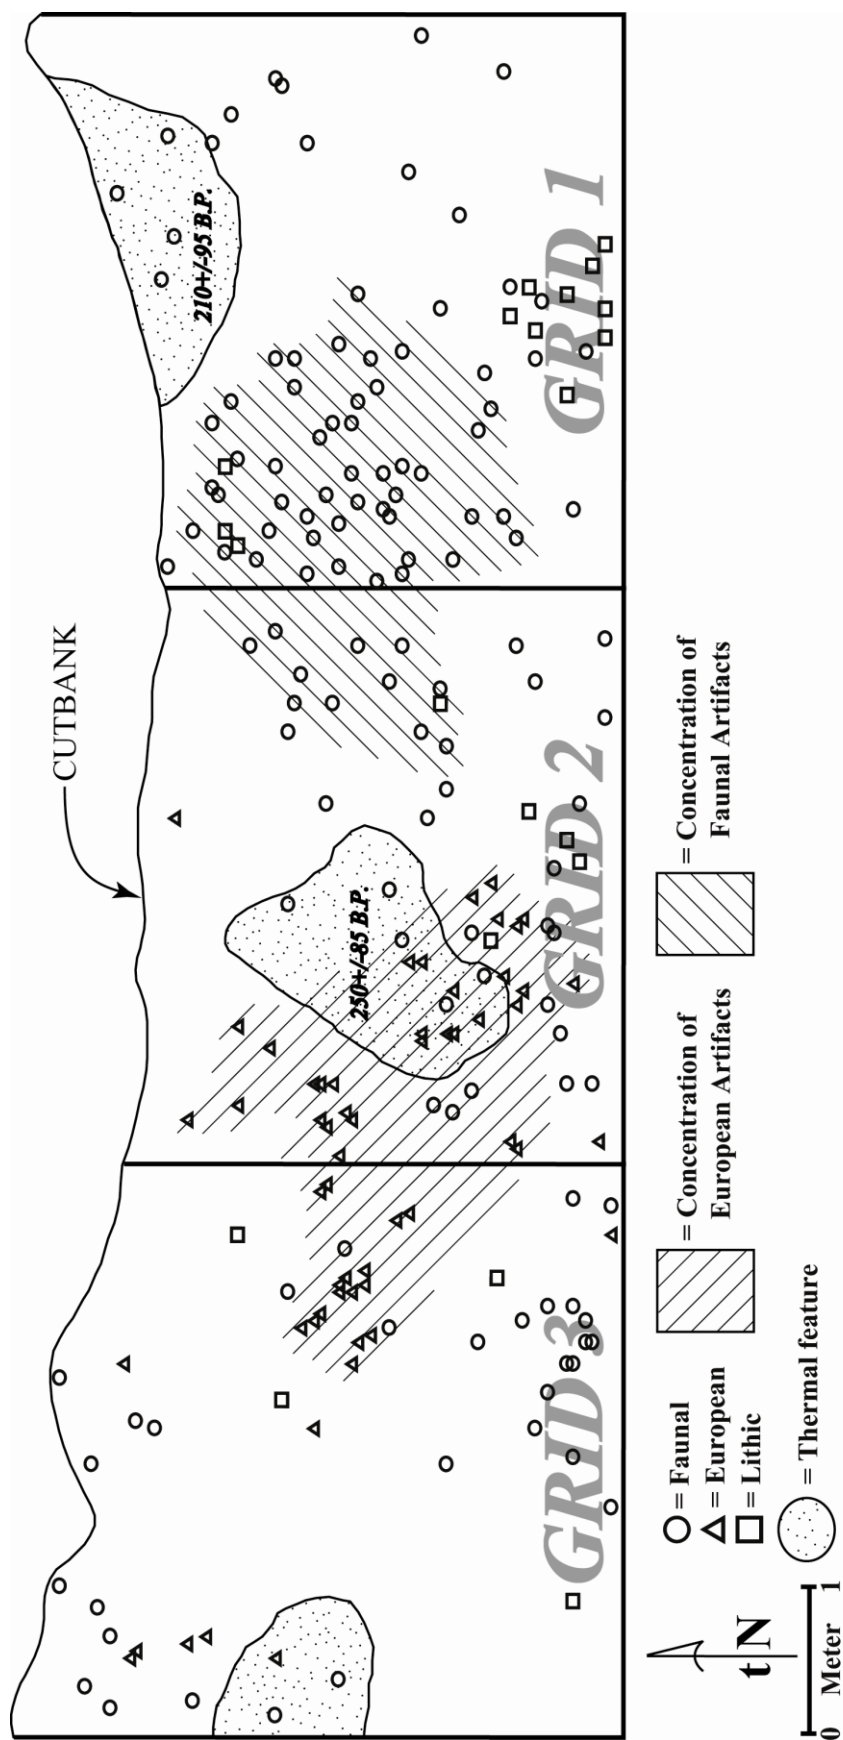 CUTBANK
210+/-95 B.P.
250+/-85 B.P.
GRID 3
GRID 2
GRID 1
0 Meter 1
t N
= Faunal
= European
= Lithic
= Thermal feature
= Concentration of
European Artifacts
= Concentration of
Faunal Artifacts